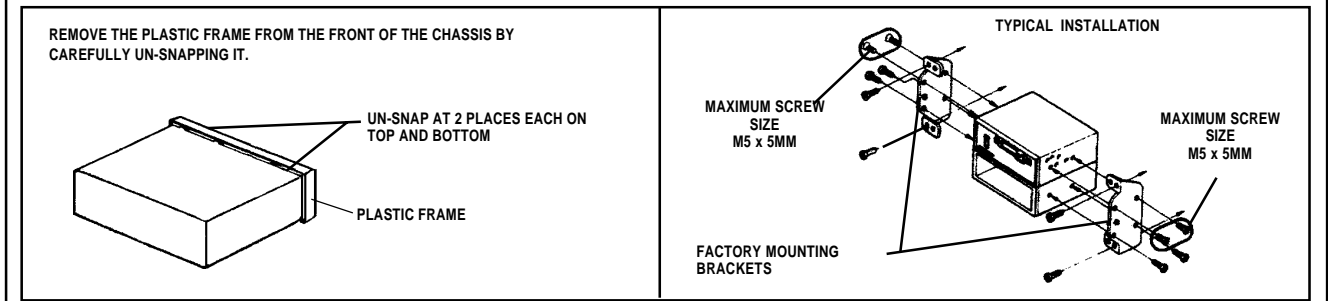 REMOVE THE PLASTIC FRAME FROM THE FRONT OF THE CHASSIS BY
CAREFULLY UN-SNAPPING IT.
UN-SNAP AT 2 PLACES EACH ON
TOP AND BOTTOM
PLASTIC FRAME
TYPICAL INSTALLATION
MAXIMUM SCREW
SIZE
M5 x 5MM
MAXIMUM SCREW
SIZE
M5 x 5MM
FACTORY MOUNTING
BRACKETS